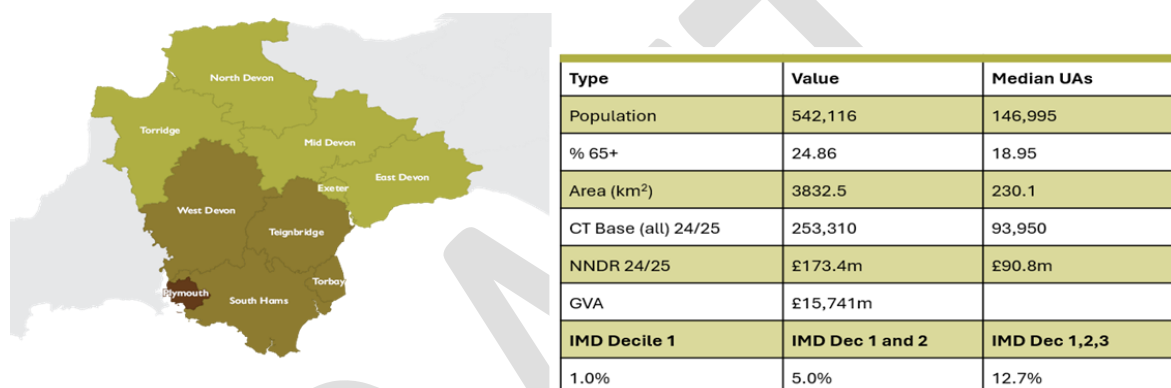 North Devon
Torridge
Mid Devon
East Devon
Exeter
West Devon
Teignbridge
Torbay
Plymouth
South Hams
Type Value Median UAs
Population 542,116 146,995
% 65+ 24.86 18.95
Area (km²) 3832.5 230.1
CT Base (all) 24/25 253,310 93,950
NNDR 24/25 £173.4m £90.8m
GVA £15,741m
IMD Decile 1 IMD Dec 1 and 2 IMD Dec 1,2,3
1.0% 5.0% 12.7%